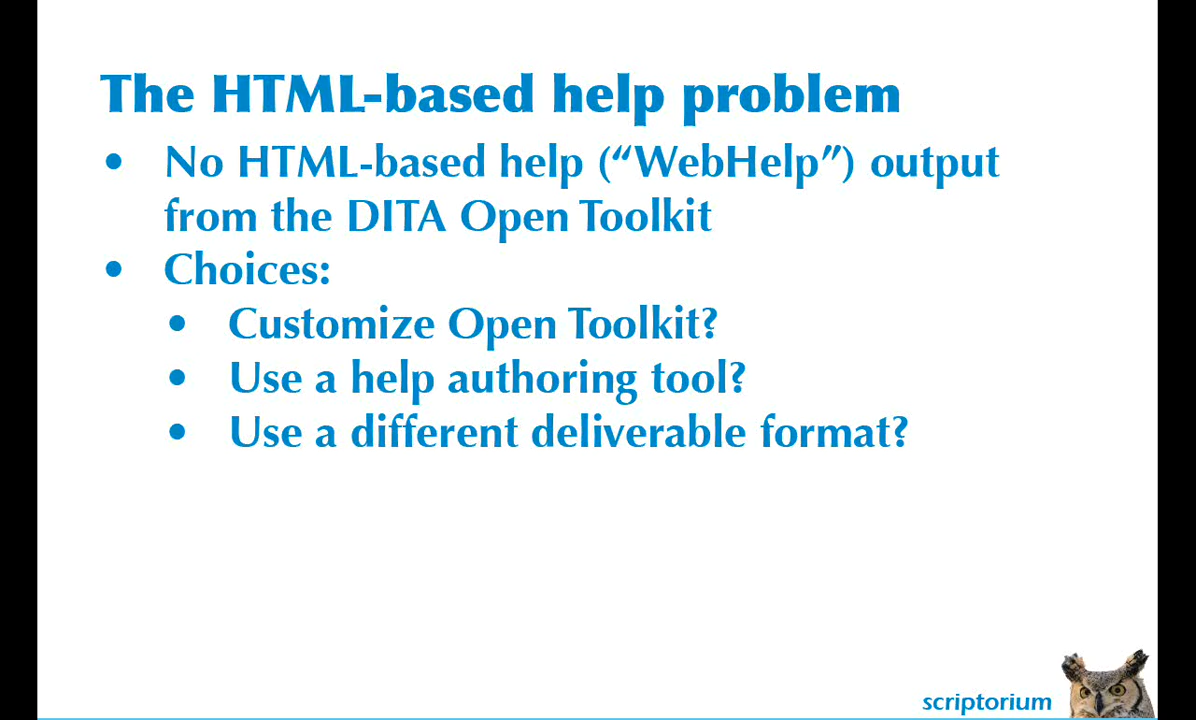 The HTML-based help problem
• No HTML-based help (“WebHelp”) output
from the DITA Open Toolkit
• Choices:
• Customize Open Toolkit?
• Use a help authoring tool?
• Use a different deliverable format?
scriptorium